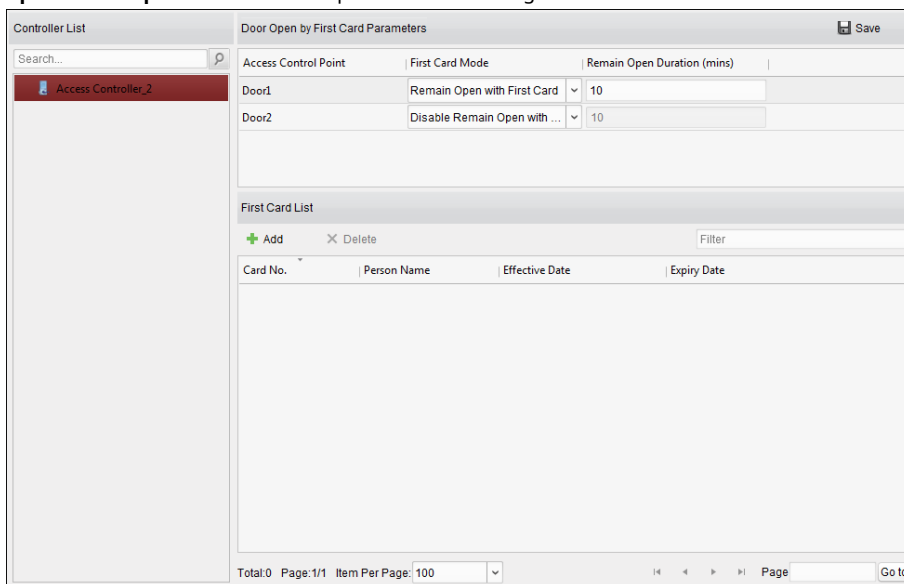 Controller List
Door Open by First Card Parameters
Save
Search...
Access Controller_2
Access Control Point
First Card Mode
Remain Open Duration (mins)
Door1
Remain Open with First Card
10
Door2
Disable Remain Open with ...
10
First Card List
Add
Delete
Filter
Card No.
Person Name
Effective Date
Expiry Date
Total:0 Page:1/1 Item Per Page: 100
Page
Go to